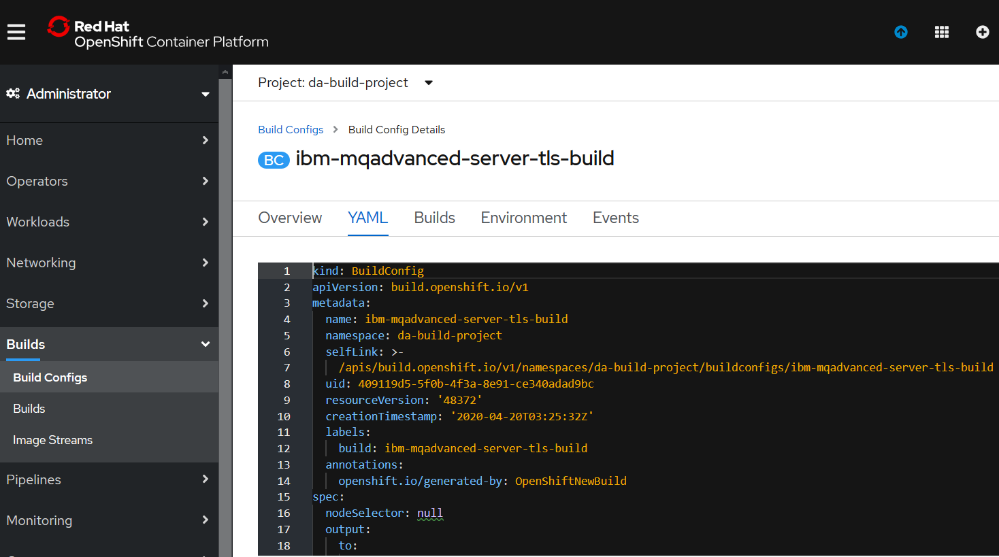 Red Hat
OpenShift Container Platform
Administrator
Home
Operators
Workloads
Networking
Storage
Builds
Build Configs
Builds
Image Streams
Pipelines
Monitoring
Project: da-build-project
Build Configs > Build Config Details
BC ibm-mqadvanced-server-tls-build
Overview YAML Builds Environment Events
1 kind: BuildConfig
2 apiVersion: build.openshift.io/v1
3 metadata:
4 name: ibm-mqadvanced-server-tls-build
5 namespace: da-build-project
6 selfLink: >-
7 /apis/build.openshift.io/v1/namespaces/da-build-project/buildconfigs/ibm-mqadvanced-server-tls-build
8 uid: 409119d5-5f0b-4f3a-8e91-ce340adad9bc
9 resourceVersion: '48372'
10 creationTimestamp: '2020-04-20T03:25:32Z'
11 labels:
12 build: ibm-mqadvanced-server-tls-build
13 annotations:
14 openshift.io/generated-by: OpenShiftNewBuild
15 spec:
16 nodeSelector: null
17 output:
18 to: